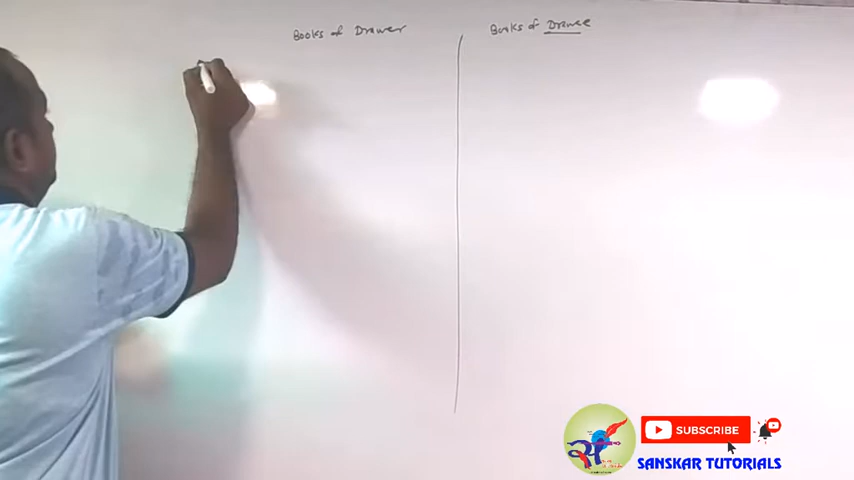 Books of Drawer
Books of Drawee
SUBSCRIBE
SANSKAR TUTORIALS